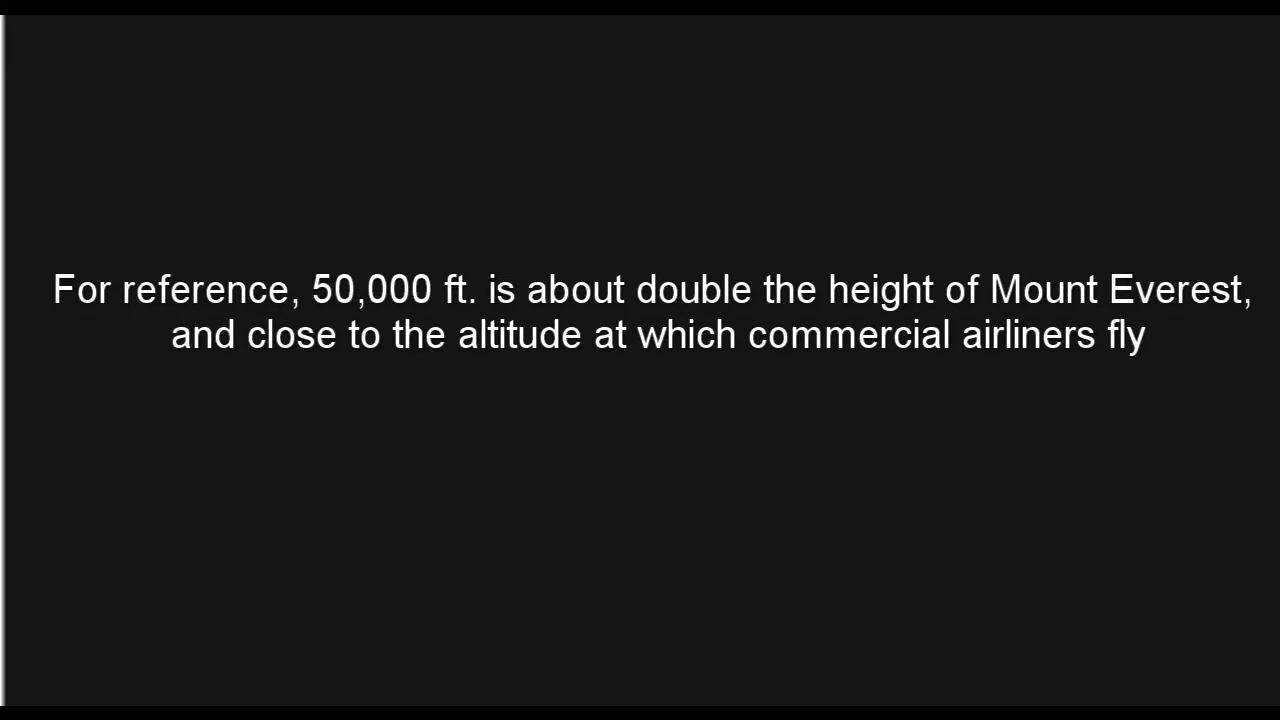 For reference, 50,000 ft. is about double the height of Mount Everest,
and close to the altitude at which commercial airliners fly